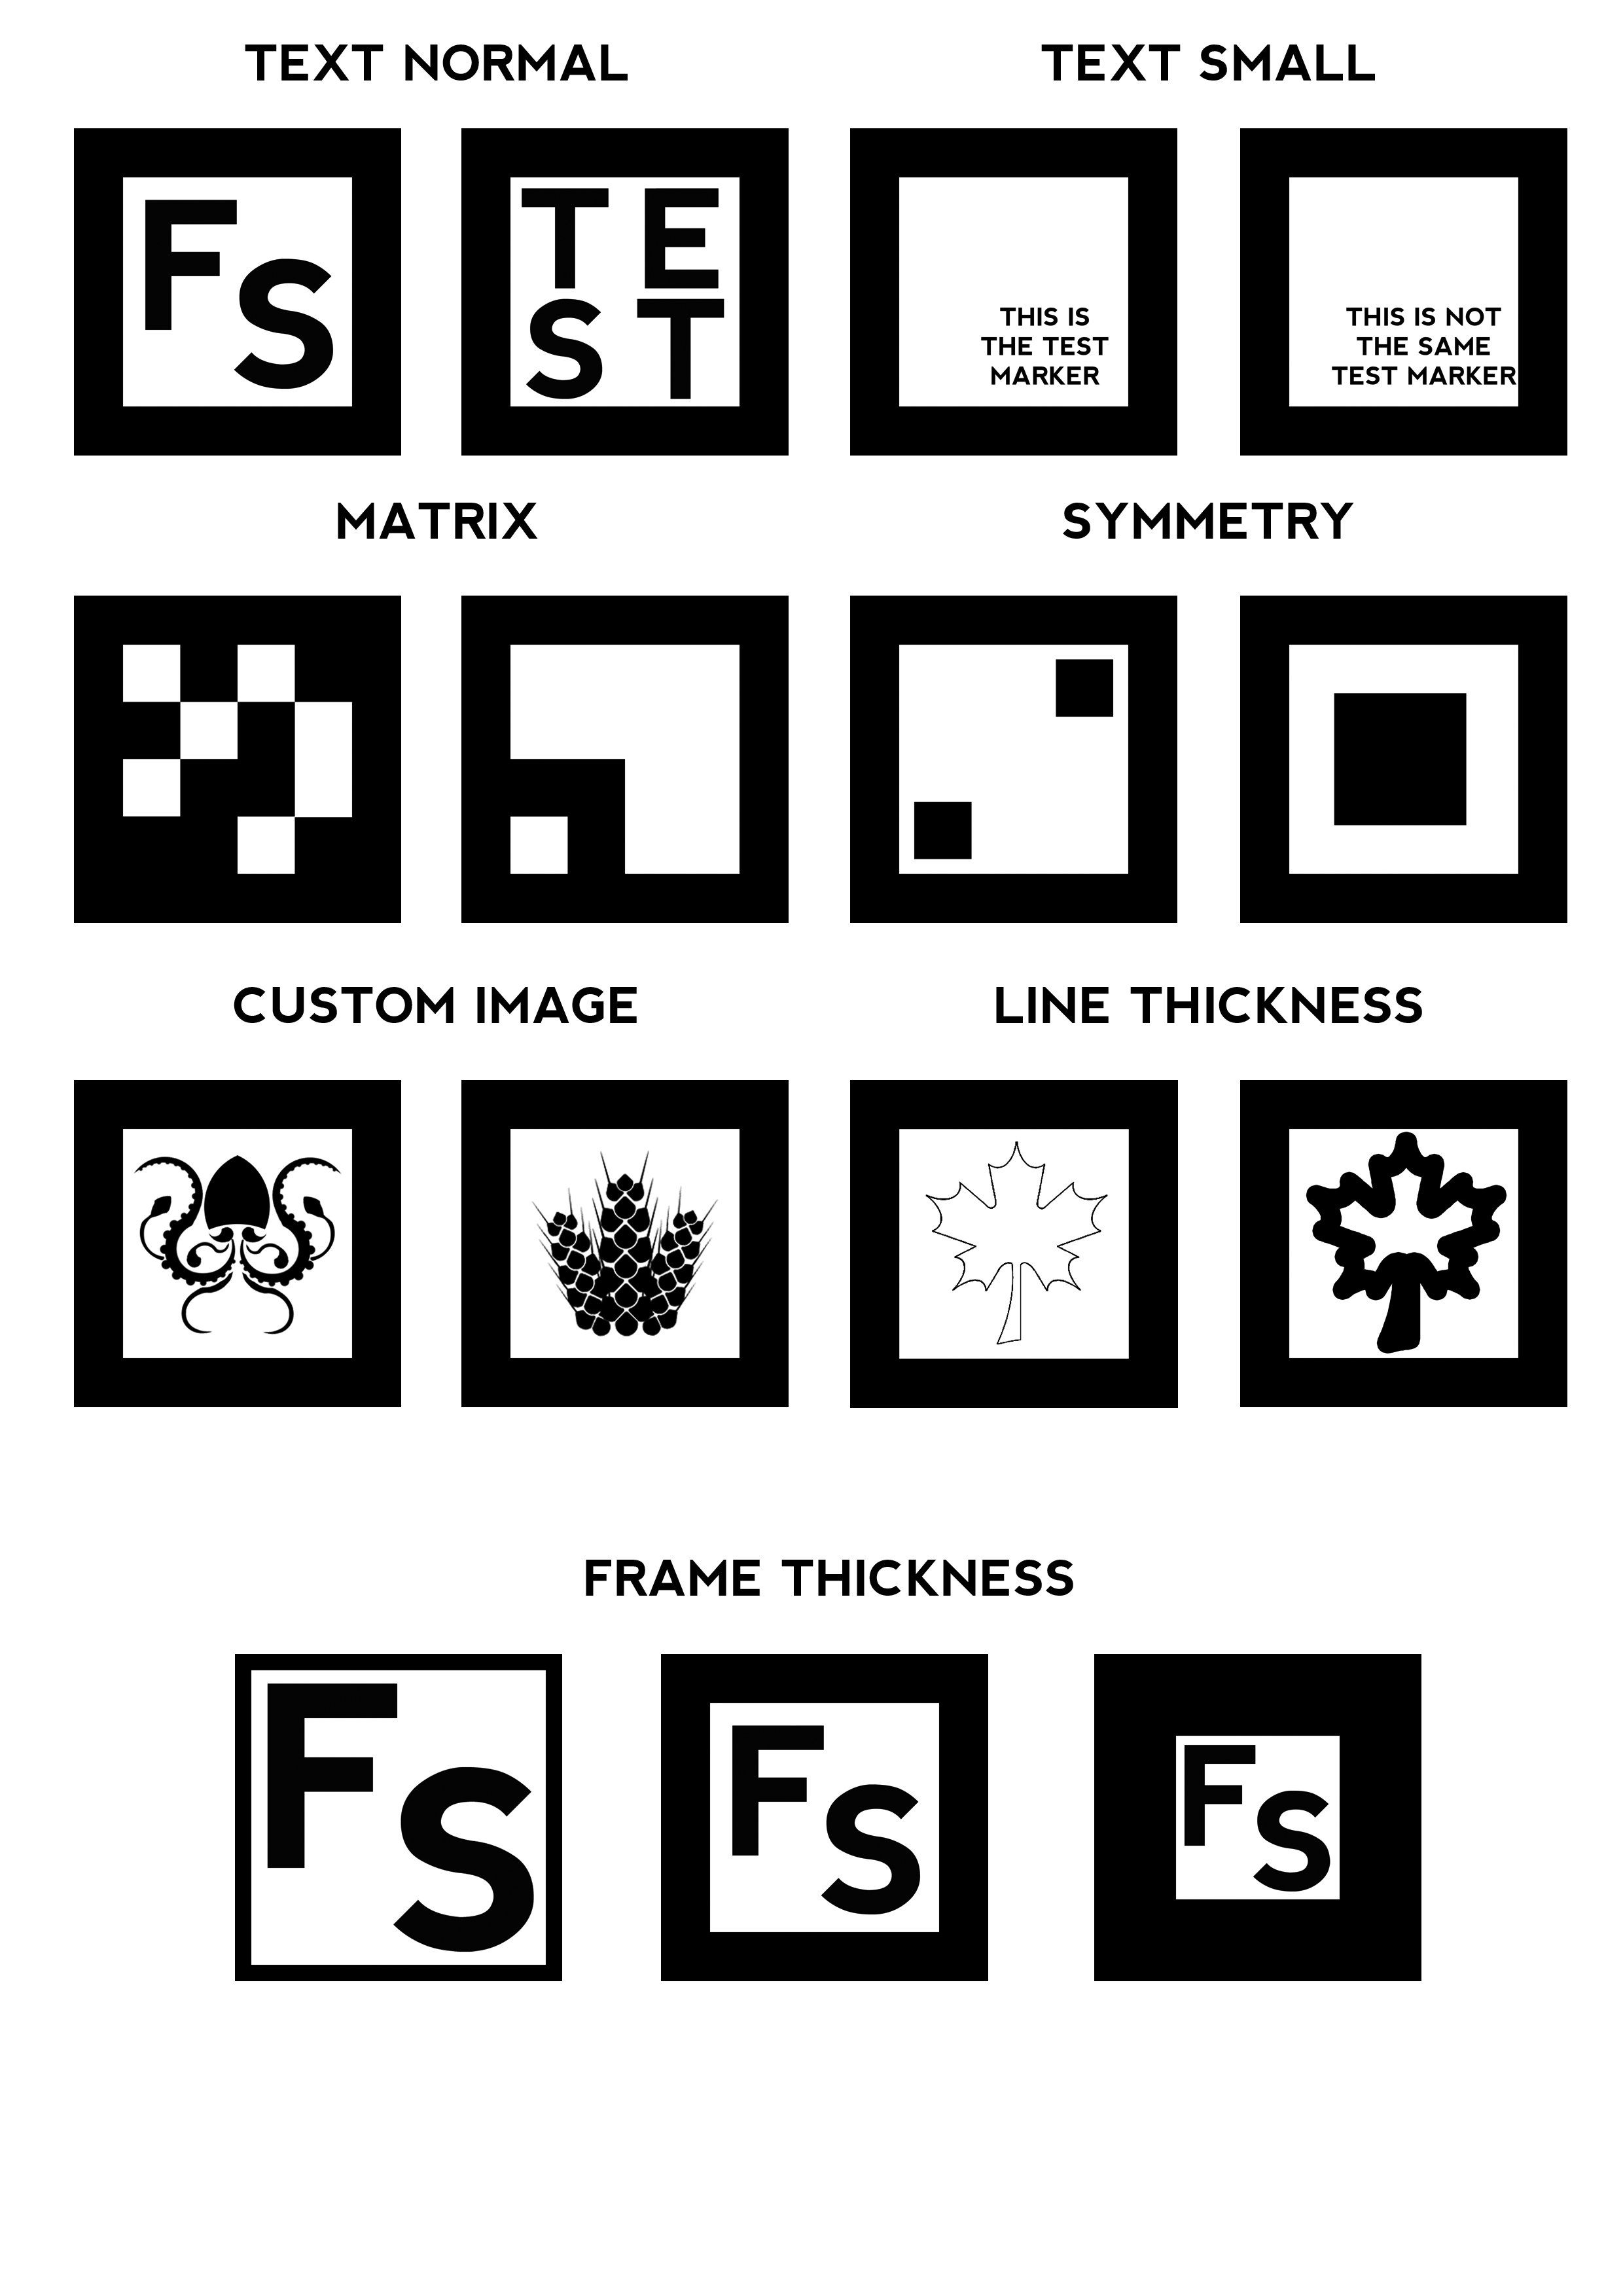 TEXT NORMAL
TEXT SMALL
FS
TE
ST
THIS IS
THE TEST
MARKER
THIS IS NOT
THE SAME
TEST MARKER
MATRIX
SYMMETRY
CUSTOM IMAGE
LINE THICKNESS
FRAME THICKNESS
FS
FS
FS